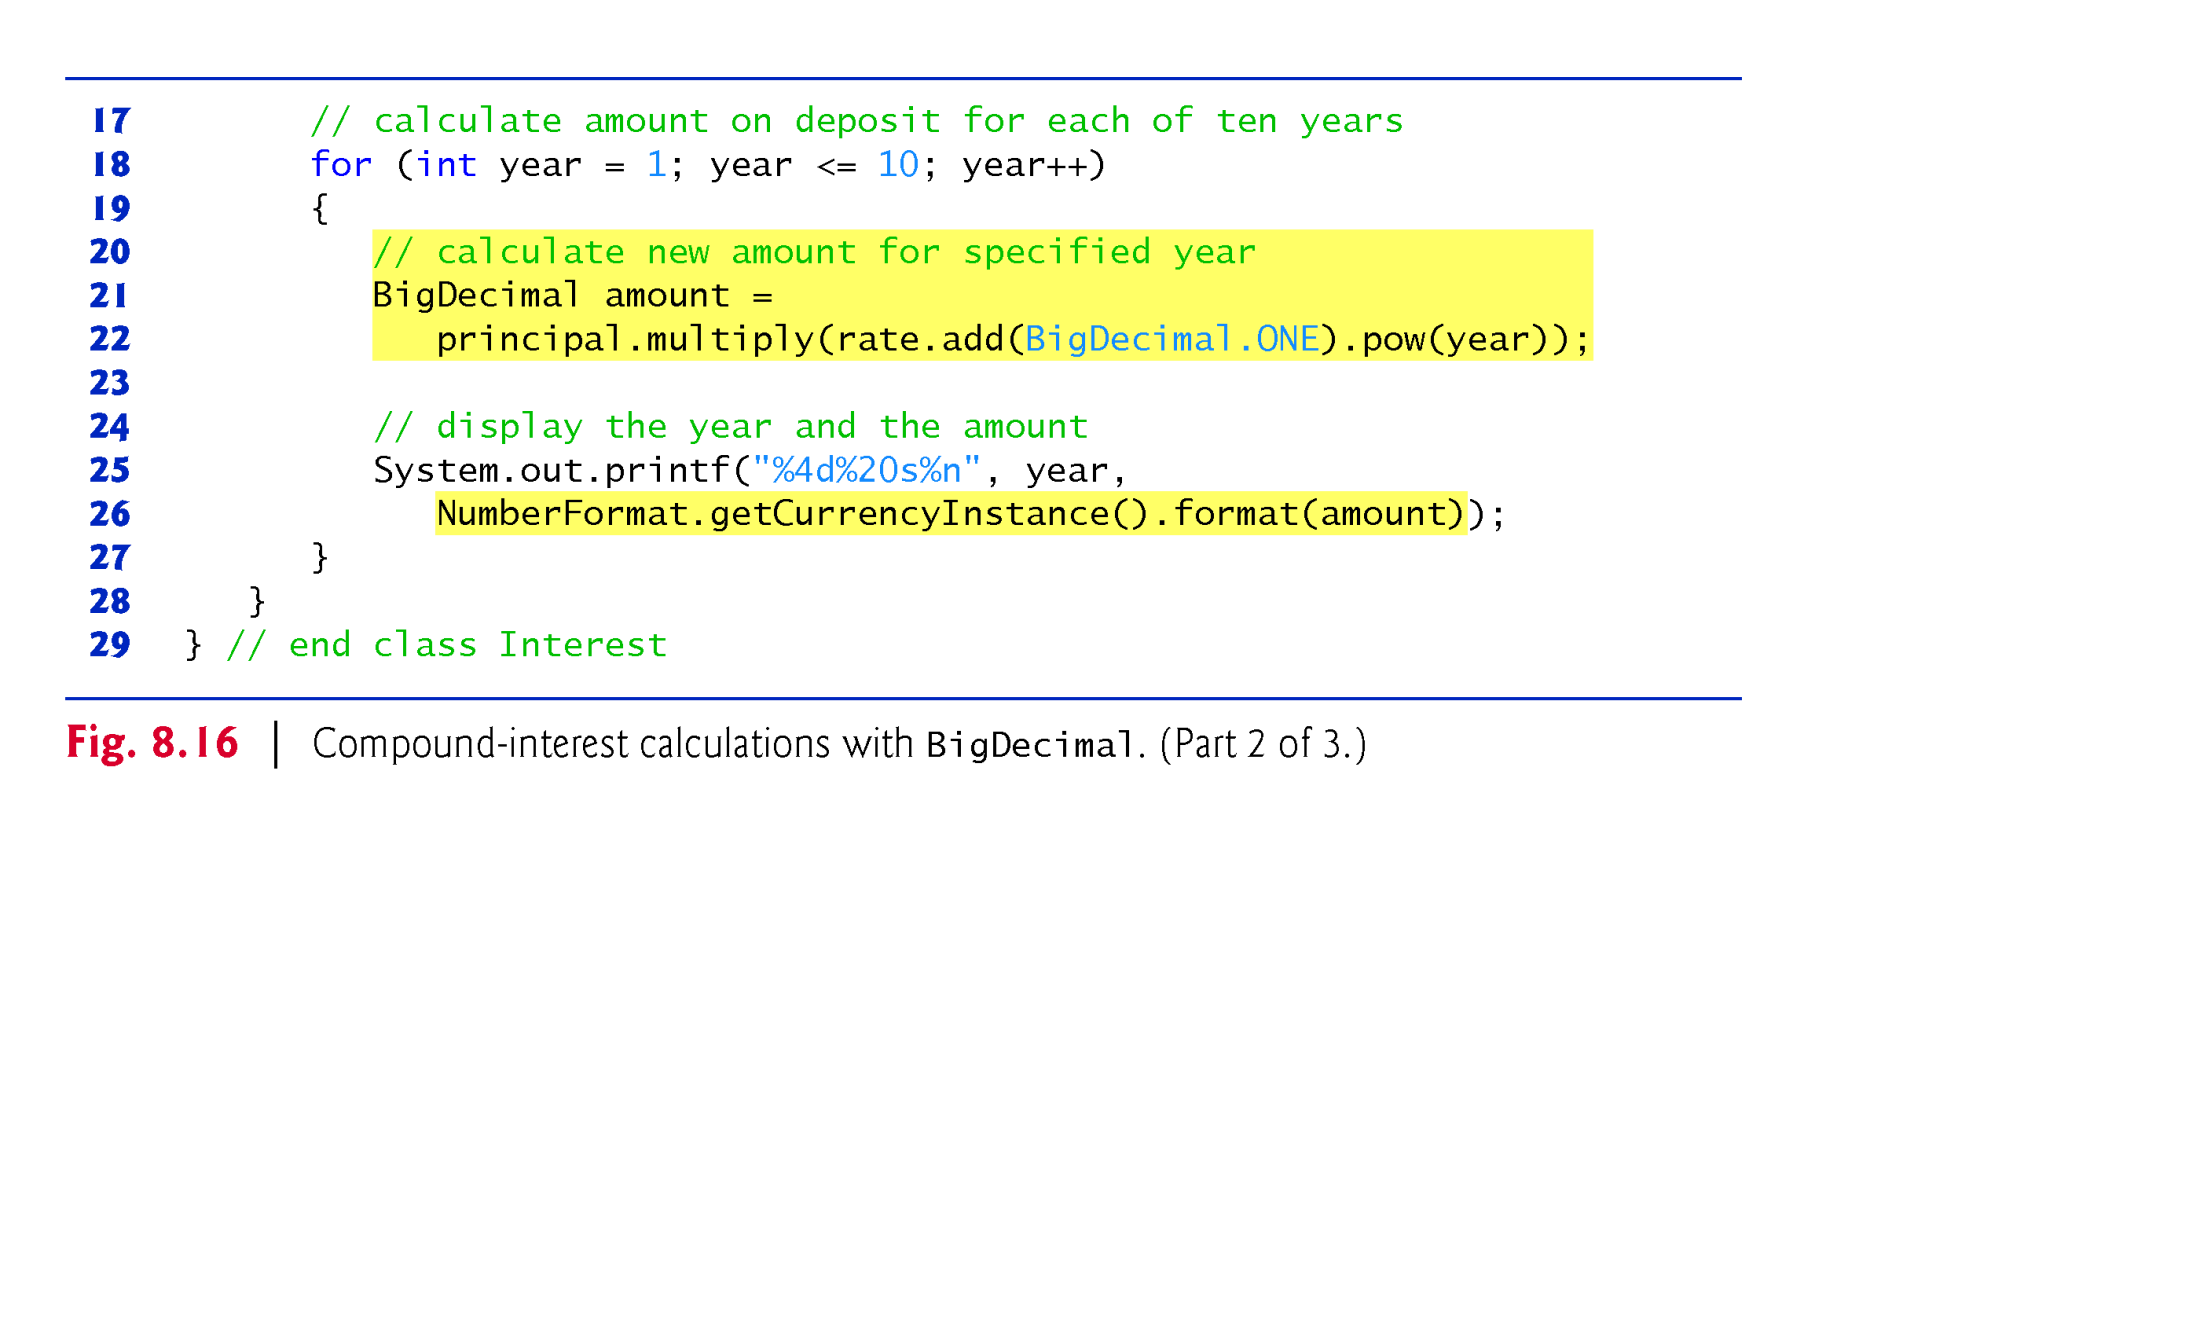 17 // calculate amount on deposit for each of ten years
18 for (int year = 1; year <= 10; year++)
19 {
20 // calculate new amount for specified year
21 BigDecimal amount =
22 principal.multiply(rate.add(BigDecimal.ONE).pow(year));
23
24 // display the year and the amount
25 System.out.printf("%4d%20s%n", year,
26 NumberFormat.getCurrencyInstance().format(amount));
27 }
28 }
29 } // end class Interest
Fig. 8.16 | Compound-interest calculations with BigDecimal. (Part 2 of 3.)